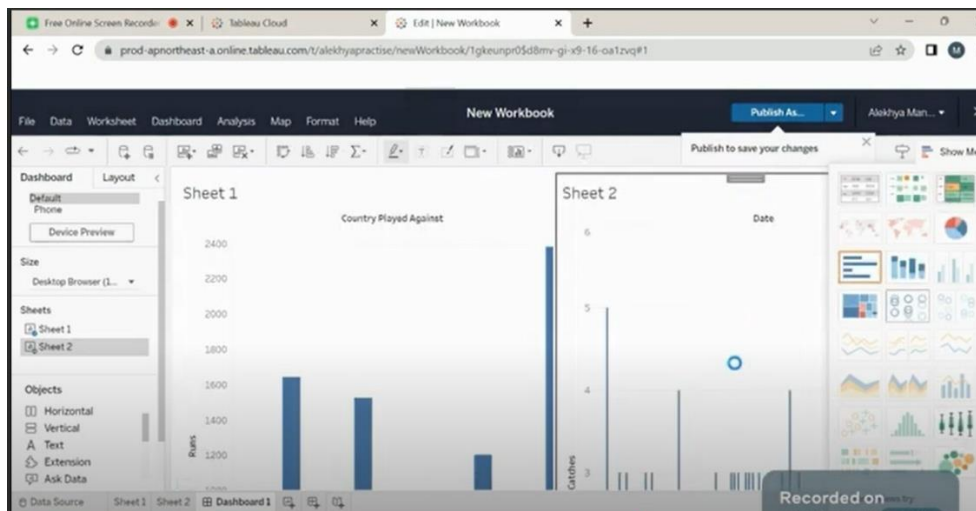 Free Online Screen Recorder
Tableau Cloud
Edit | New Workbook
prod-apnortheast-a.online.tableau.com/t/alekhyapractise/newWorkbook/1gkeunpr0$d8mv-gi-x9-16-oa1zvq#1
File Data Worksheet Dashboard Analysis Map Format Help
New Workbook
Publish As...
Alekhya Man...
Publish to save your changes
Show Me
Dashboard Layout
Default
Phone
Device Preview
Size
Desktop Browser (1...
Sheets
Sheet 1
Sheet 2
Objects
Horizontal
Vertical
A Text
Extension
Ask Data
Sheet 1
Country Played Against
2400
2200
2000
1800
1600
1400
1200
Runs
Sheet 2
Date
6
5
4
3
Catches
Data Source Sheet 1 Sheet 2 Dashboard 1
Recorded on